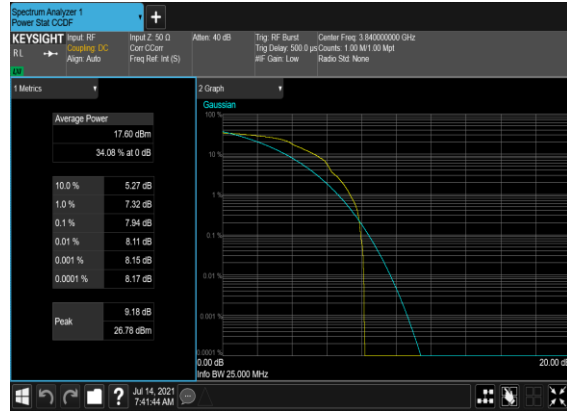 Spectrum Analyzer 1
Power Stat CCDF
KEYSIGHT
RL
Input: RF
Coupling: DC
Align: Auto
Input Z: 50 Ω
Corr CCorr
Freq Ref: Int (S)
Atten: 40 dB
Trig: RF Burst
Trig Delay: 500.0 µs
#IF Gain: Low
Center Freq: 3.840000000 GHz
Counts: 1.00 M/1.00 Mpt
Radio Std: None
1 Metrics
Average Power
17.60 dBm
34.08 % at 0 dB
10.0 % 5.27 dB
1.0 % 7.32 dB
0.1 % 7.94 dB
0.01 % 8.11 dB
0.001 % 8.15 dB
0.0001 % 8.17 dB
Peak
9.18 dB
26.78 dBm
2 Graph
Gaussian
100 %
10 %
1 %
0.1 %
0.01 %
0.001 %
0.0001 %
0.00 dB
20.00 dB
Info BW 25.000 MHz
?
Jul 14, 2021
7:41:44 AM